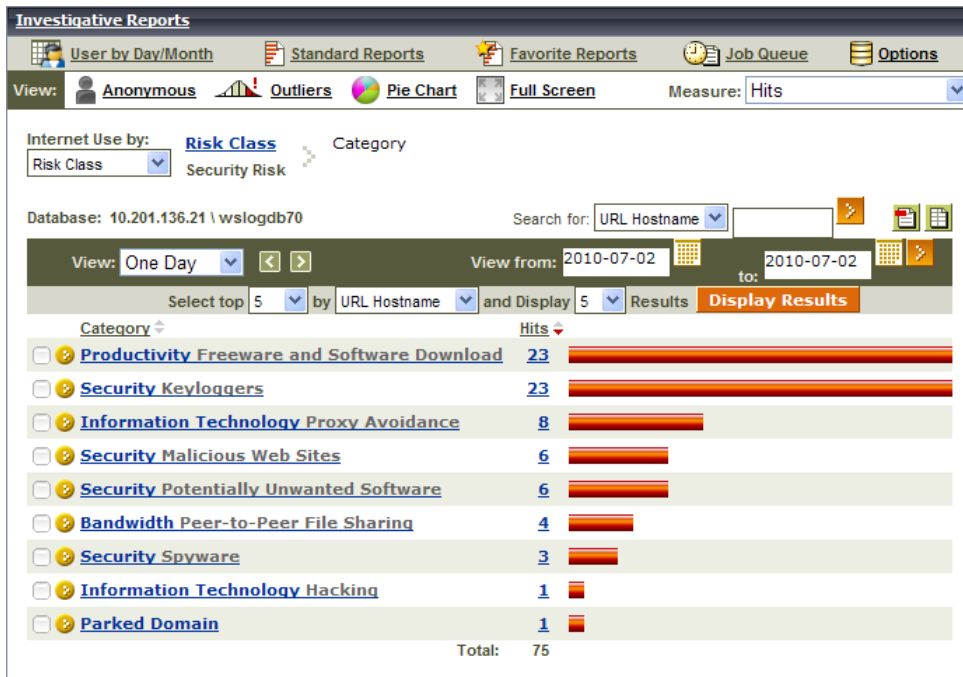 Investigative Reports
User by Day/Month Standard Reports Favorite Reports Job Queue Options
View: Anonymous Outliers Pie Chart Full Screen Measure: Hits
Internet Use by: Risk Class Category
Risk Class Security Risk
Database: 10.201.136.21 \ wslogdb70 Search for: URL Hostname
View: One Day View from: 2010-07-02 to: 2010-07-02
Select top 5 by URL Hostname and Display 5 Results Display Results
Category Hits
Productivity Freeware and Software Download 23
Security Keyloggers 23
Information Technology Proxy Avoidance 8
Security Malicious Web Sites 6
Security Potentially Unwanted Software 6
Bandwidth Peer-to-Peer File Sharing 4
Security Spyware 3
Information Technology Hacking 1
Parked Domain 1
Total: 75